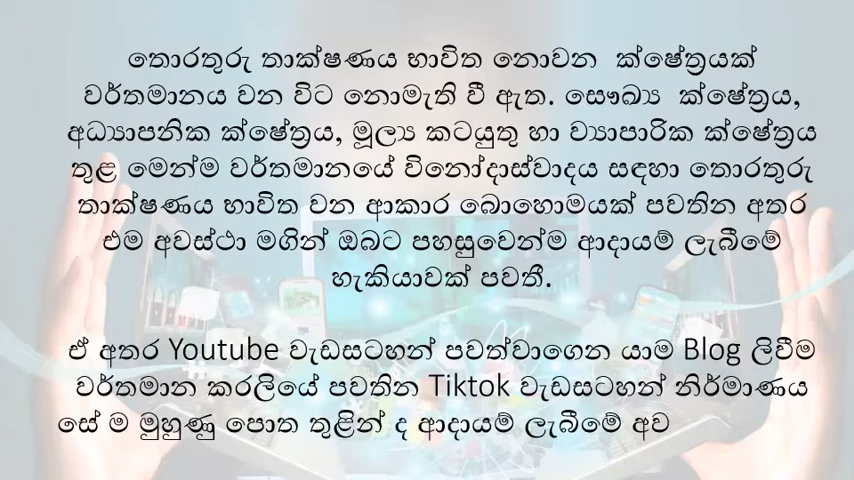 තොරතුරු තාක්ෂණය භාවිත නොවන ක්ෂේත්‍රයක්
වර්තමානය වන විට නොමැති වී ඇත. සෞඛ්‍ය ක්ෂේත්‍රය,
අධ්‍යාපනික ක්ෂේත්‍රය, මූල්‍ය කටයුතු හා ව්‍යාපාරික ක්ෂේත්‍රය
තුළ මෙන්ම වර්තමානයේ විනෝදාස්වාදය සඳහා තොරතුරු
තාක්ෂණය භාවිත වන ආකාර බොහොමයක් පවතින අතර
එම අවස්ථා මගින් ඔබට පහසුවෙන්ම ආදායම් ලැබීමේ
හැකියාවක් පවතී.
ඒ අතර Youtube වැඩසටහන් පවත්වාගෙන යාම Blog ලිවීම
වර්තමාන කරලියේ පවතින Tiktok වැඩසටහන් නිර්මාණය
සේ ම මුහුණු පොත තුළින් ද ආදායම් ලැබීමේ අව